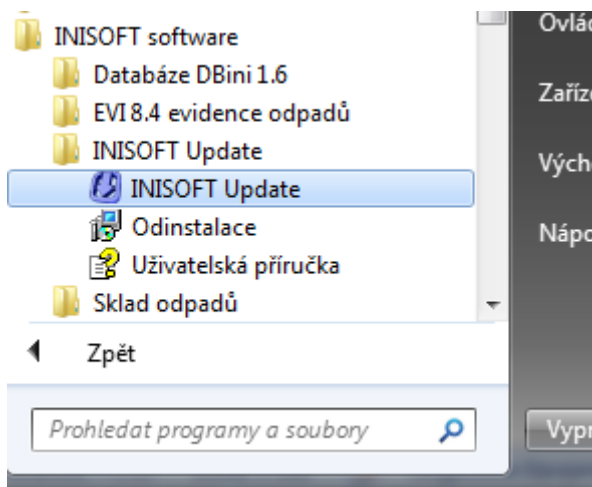 INISOFT software
Databáze DBini 1.6
EVI 8.4 evidence odpadů
INISOFT Update
INISOFT Update
Odinstalace
Uživatelská příručka
Sklad odpadů
Zpět
Prohledat programy a soubory